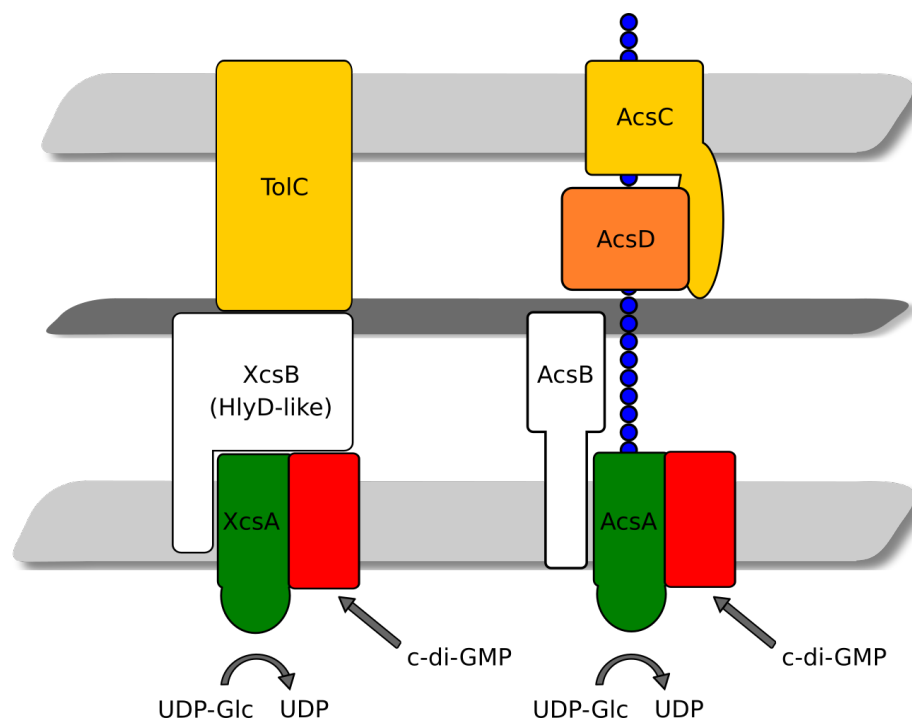 AcsC
TolC
AcsD
XcsB
(HlyD-like)
AcsB
XcsA
AcsA
c-di-GMP
c-di-GMP
UDP-Glc UDP
UDP-Glc UDP